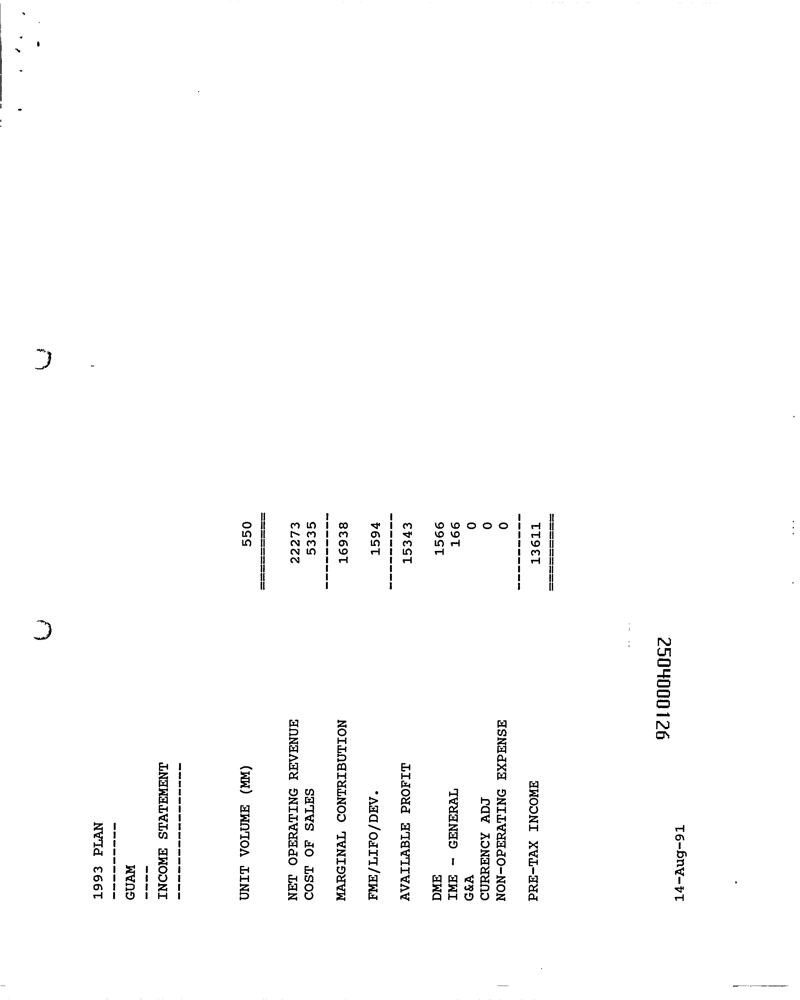 1993 PLAN
---------
GUAM
----
INCOME STATEMENT
----------------
UNIT VOLUME (MM) 550
==========
NET OPERATING REVENUE 22273
COST OF SALES 5335
----------
MARGINAL CONTRIBUTION 16938
FME/LIFO/DEV. 1594
----------
AVAILABLE PROFIT 15343
DME 1566
IME - GENERAL 166
G&A 0
CURRENCY ADJ 0
NON-OPERATING EXPENSE 0
----------
PRE-TAX INCOME 13611
==========
14-Aug-91
2504000126